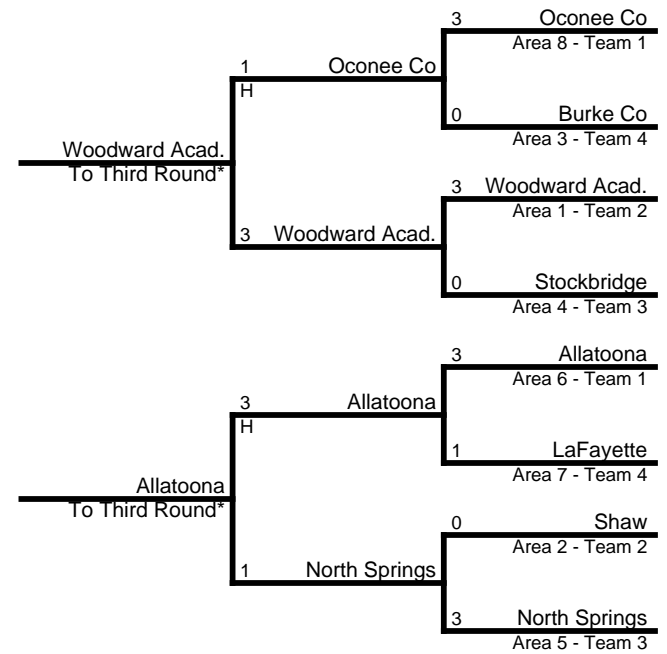 3 Oconee Co
Area 8 - Team 1
1 Oconee Co
H
0 Burke Co
Area 3 - Team 4
Woodward Acad.
To Third Round*
3 Woodward Acad.
Area 1 - Team 2
3 Woodward Acad.
0 Stockbridge
Area 4 - Team 3
3 Allatoona
Area 6 - Team 1
3 Allatoona
H
1 LaFayette
Area 7 - Team 4
Allatoona
To Third Round*
0 Shaw
Area 2 - Team 2
1 North Springs
3 North Springs
Area 5 - Team 3